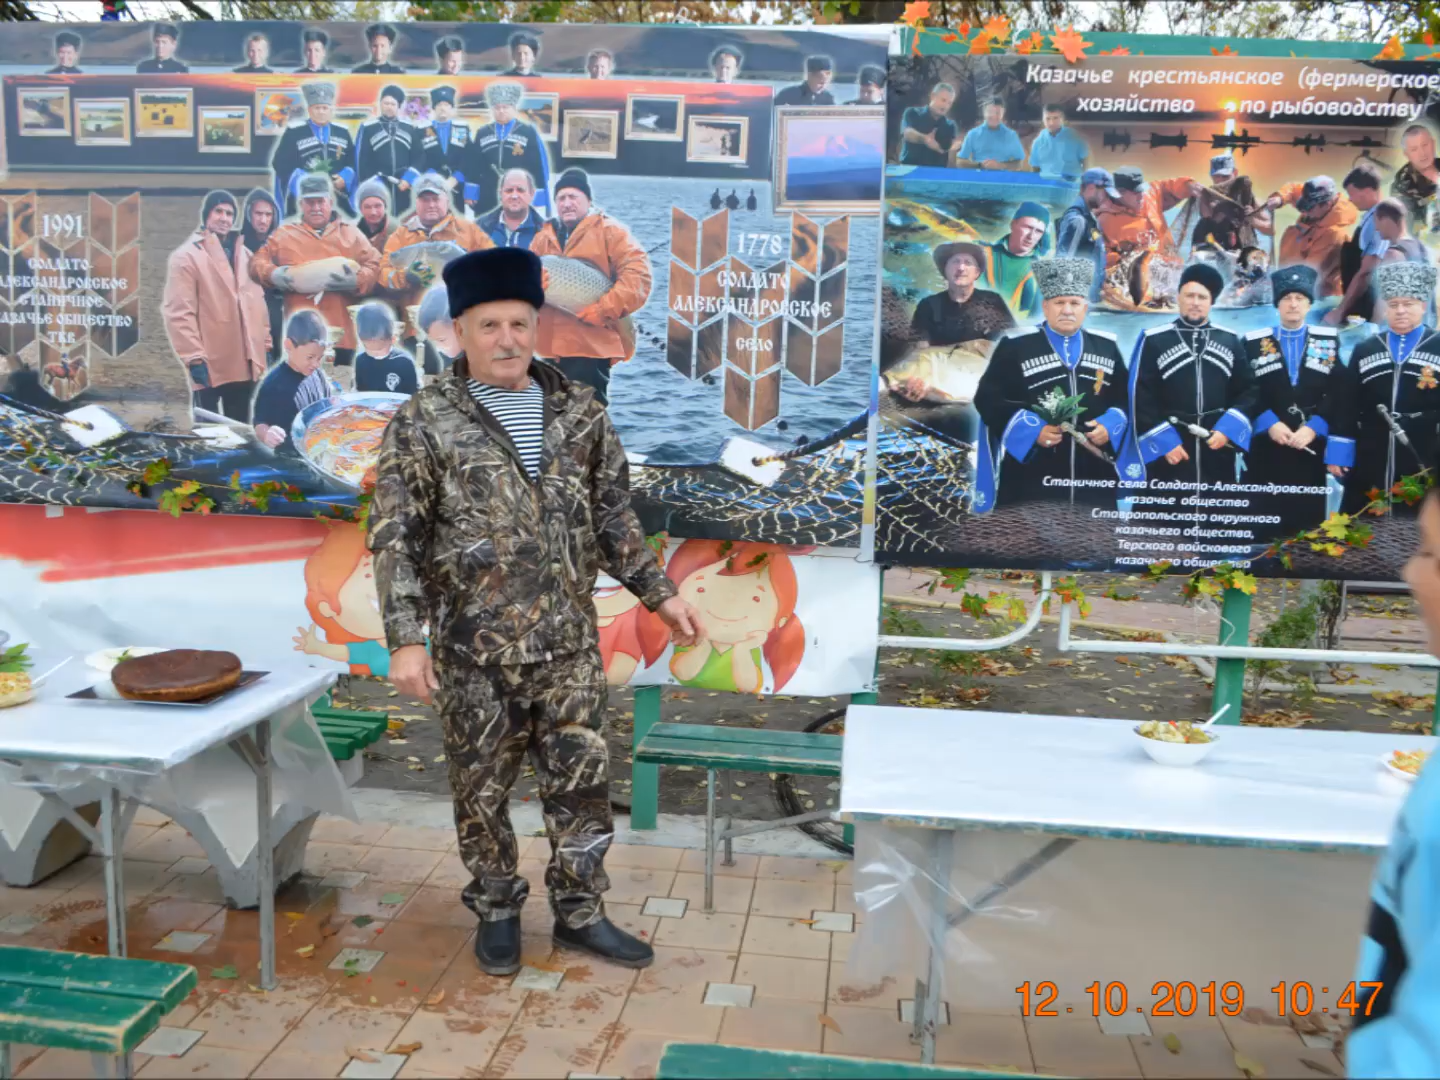 Казачье крестьянское (фермерское
хозяйство по рыбоводству
1991
СОЛДАТО-
АЛЕКСАНДРОВСКОЕ
СТАНИЧНОЕ
КАЗАЧЬЕ ОБЩЕСТВО
ТКВ
1778
СОЛДАТО
АЛЕКСАНДРОВСКОЕ
СЕЛО
Станичное села Солдато-Александровского
казачье общество
Ставропольского окружного
казачьего общества,
Терского войскового
казачьего общества
12.10.2019 10:47